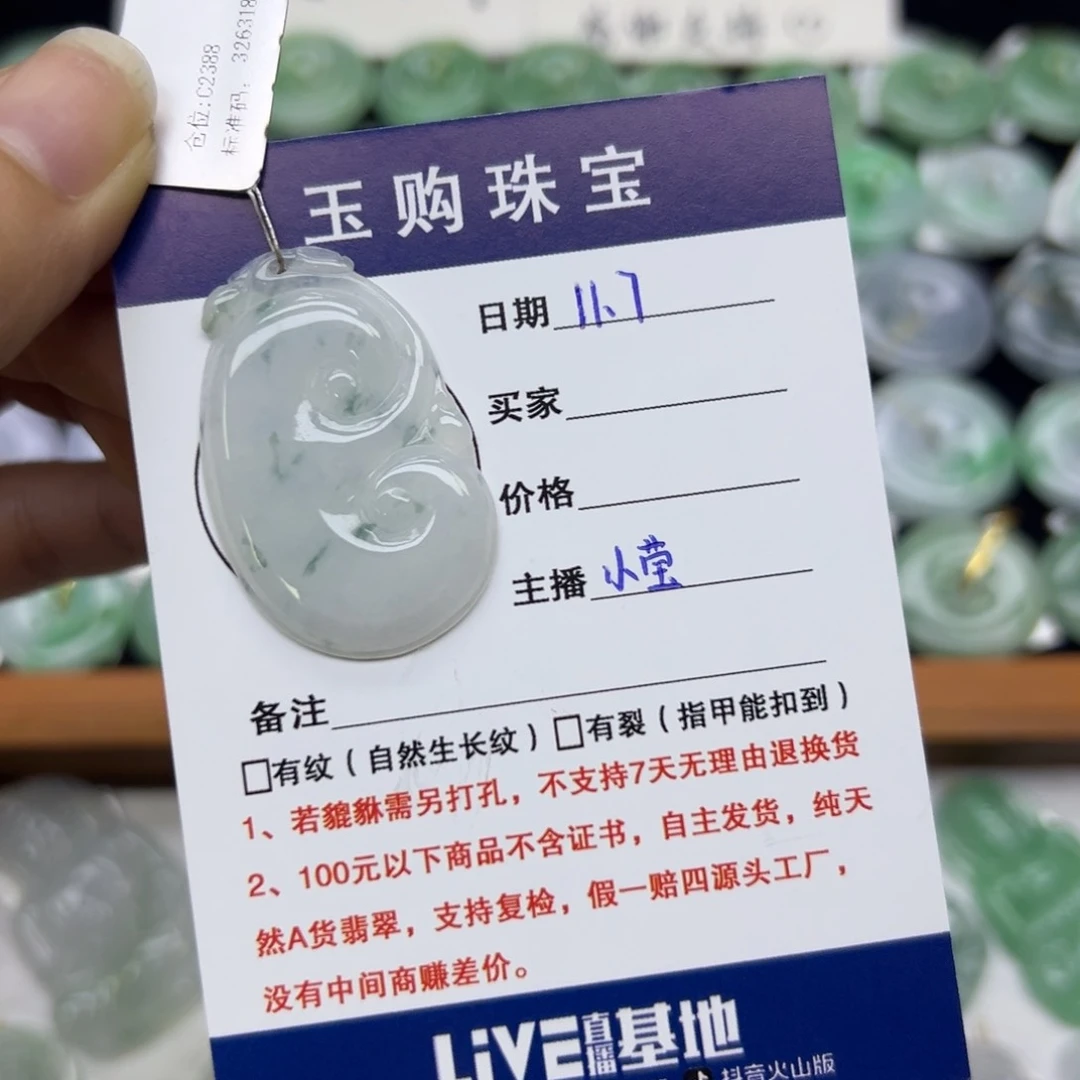 仓位:C2388
标准码: 326318
玉购珠宝
日期 11.7
买家
价格
主播 小莹
备注
□有纹（自然生长纹）□有裂（指甲能扣到）
1、若貔貅需另打孔，不支持7天无理由退换货
2、100元以下商品不含证书，自主发货，纯天
然A货翡翠，支持复检，假一赔四源头工厂，
没有中间商赚差价。
LiVE直播基地
抖音火山版